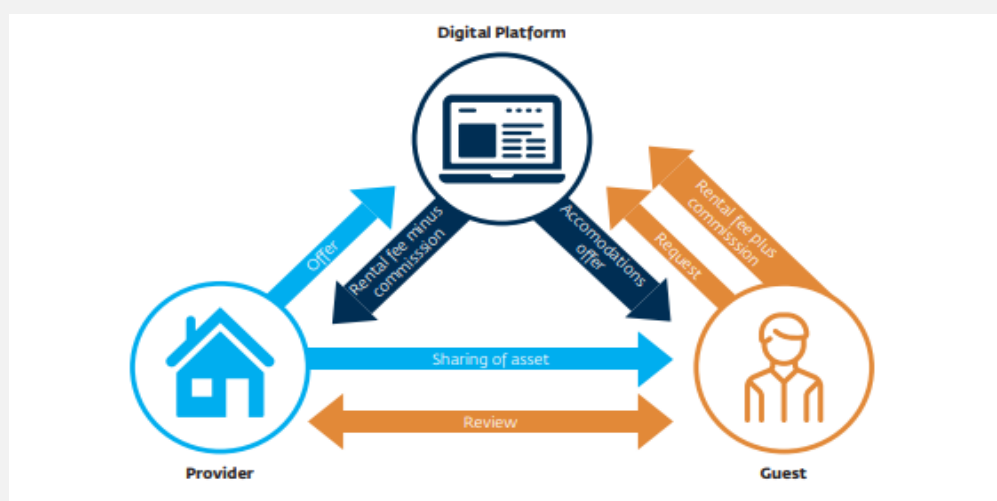 Digital Platform
Offer
Rental fee minus
commisssion
Accomodations
offer
Request
Rental fee plus
commisssion
Sharing of asset
Review
Provider
Guest